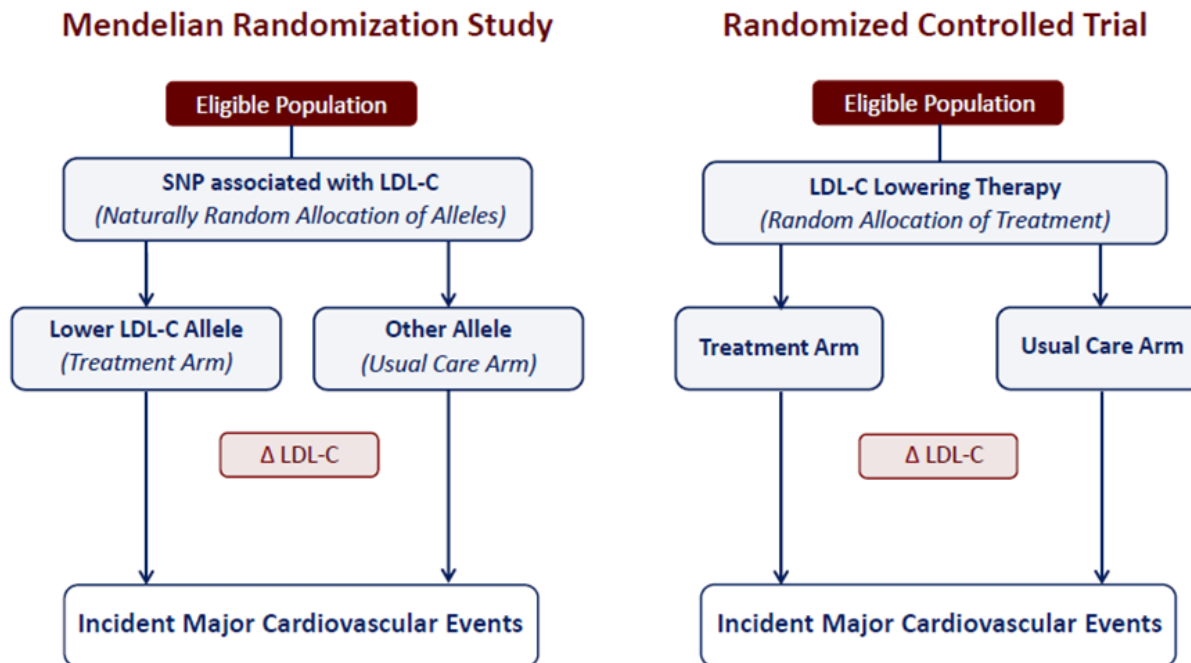 Mendelian Randomization Study
Eligible Population
SNP associated with LDL-C
(Naturally Random Allocation of Alleles)
Lower LDL-C Allele
(Treatment Arm)
Other Allele
(Usual Care Arm)
Δ LDL-C
Incident Major Cardiovascular Events
Randomized Controlled Trial
Eligible Population
LDL-C Lowering Therapy
(Random Allocation of Treatment)
Treatment Arm
Usual Care Arm
Δ LDL-C
Incident Major Cardiovascular Events